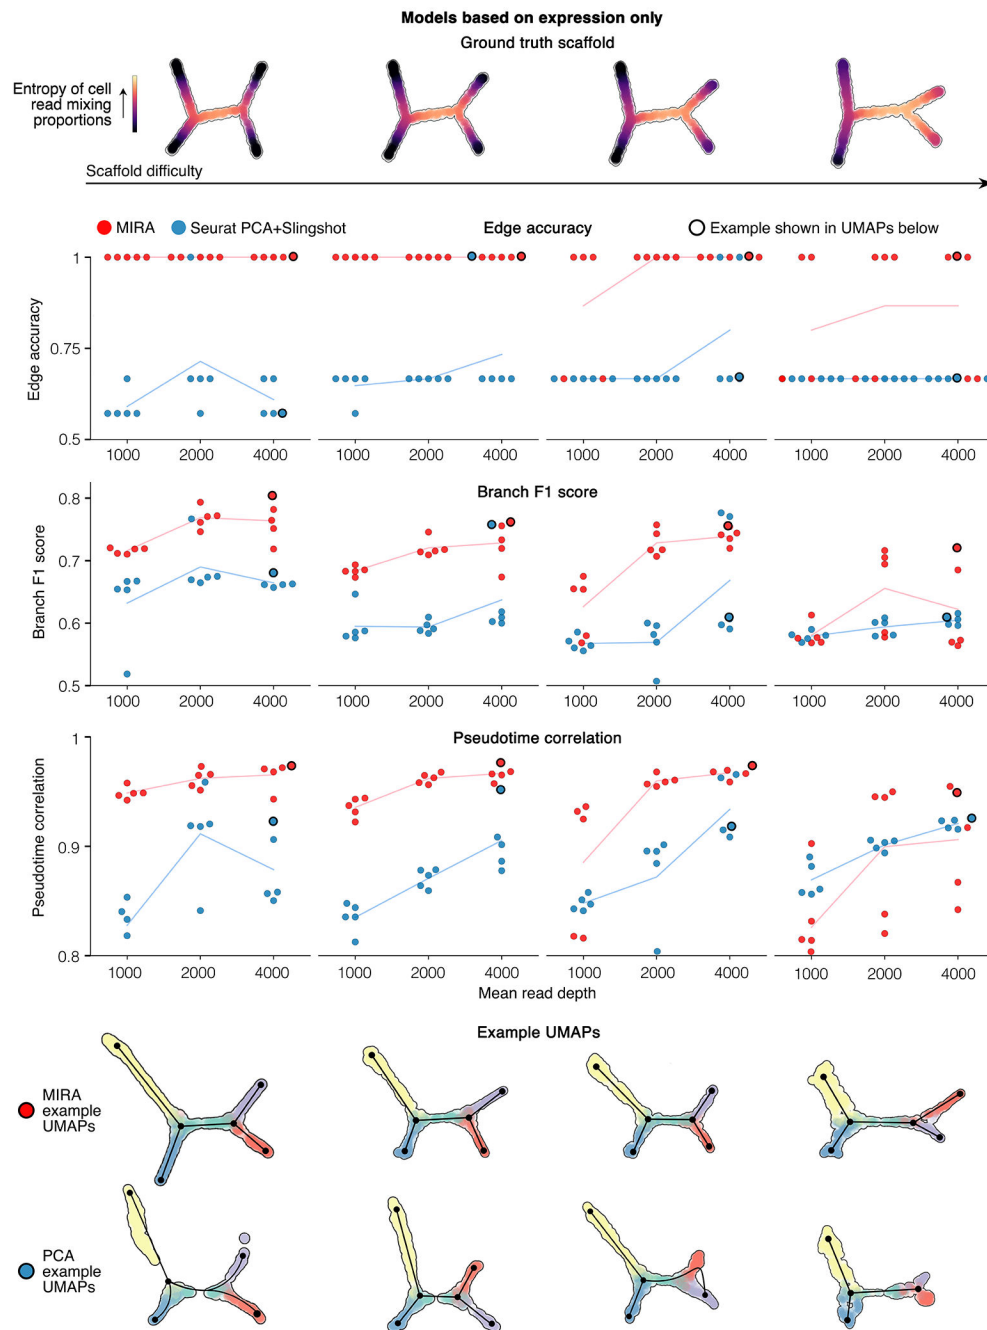 Models based on expression only
Ground truth scaffold
Entropy of cell
read mixing
proportions
Scaffold difficulty
MIRA
Seurat PCA+Slingshot
Edge accuracy
Example shown in UMAPs below
Edge accuracy
1
0.75
0.5
1000 2000 4000 1000 2000 4000 1000 2000 4000 1000 2000 4000
Branch F1 score
Branch F1 score
0.8
0.7
0.6
0.5
1000 2000 4000 1000 2000 4000 1000 2000 4000 1000 2000 4000
Pseudotime correlation
Pseudotime correlation
1
0.9
0.8
1000 2000 4000 1000 2000 4000 1000 2000 4000 1000 2000 4000
Mean read depth
Example UMAPs
MIRA
example
UMAPs
PCA
example
UMAPs